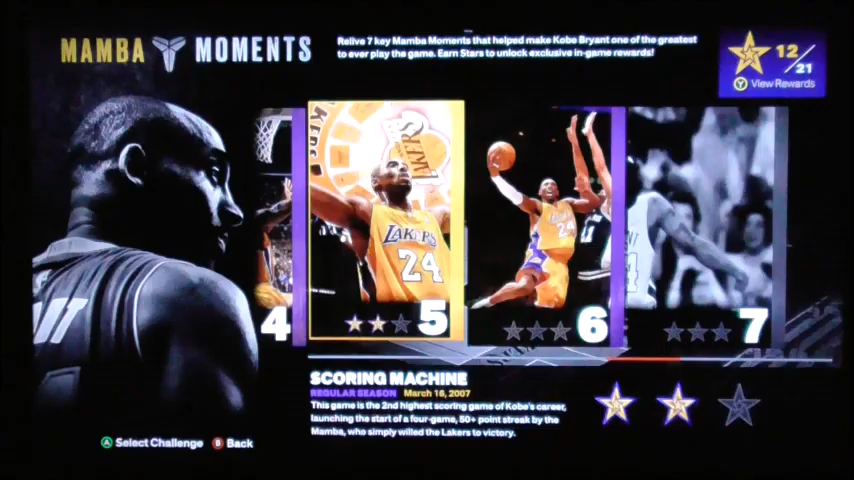 MAMBA MOMENTS
Relive 7 key Mamba Moments that helped make Kobe Bryant one of the greatest
to ever play the game. Earn Stars to unlock exclusive in-game rewards!
12/21
Y View Rewards
LAKERS
LAKERS
LAKERS
24
24
4
5
6
7
SCORING MACHINE
REGULAR SEASON March 16, 2007
This game is the 2nd highest scoring game of Kobe's career,
launching the start of a four-game, 50+ point streak by the
Mamba, who simply willed the Lakers to victory.
A Select Challenge B Back